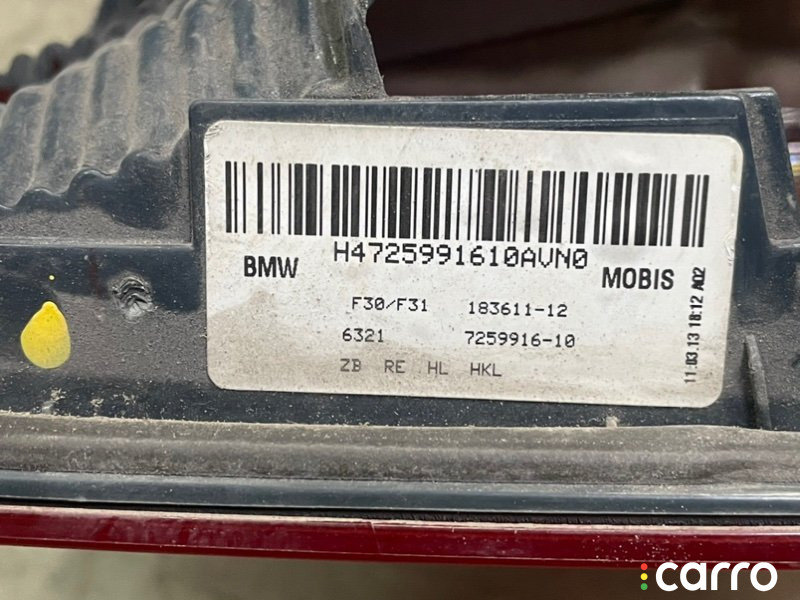 H4725991610AVN0
BMW MOBIS
F30/F31 183611-12
6321 7259916-10
ZB RE HL HKL
11.03.13 18:12 A02
carro